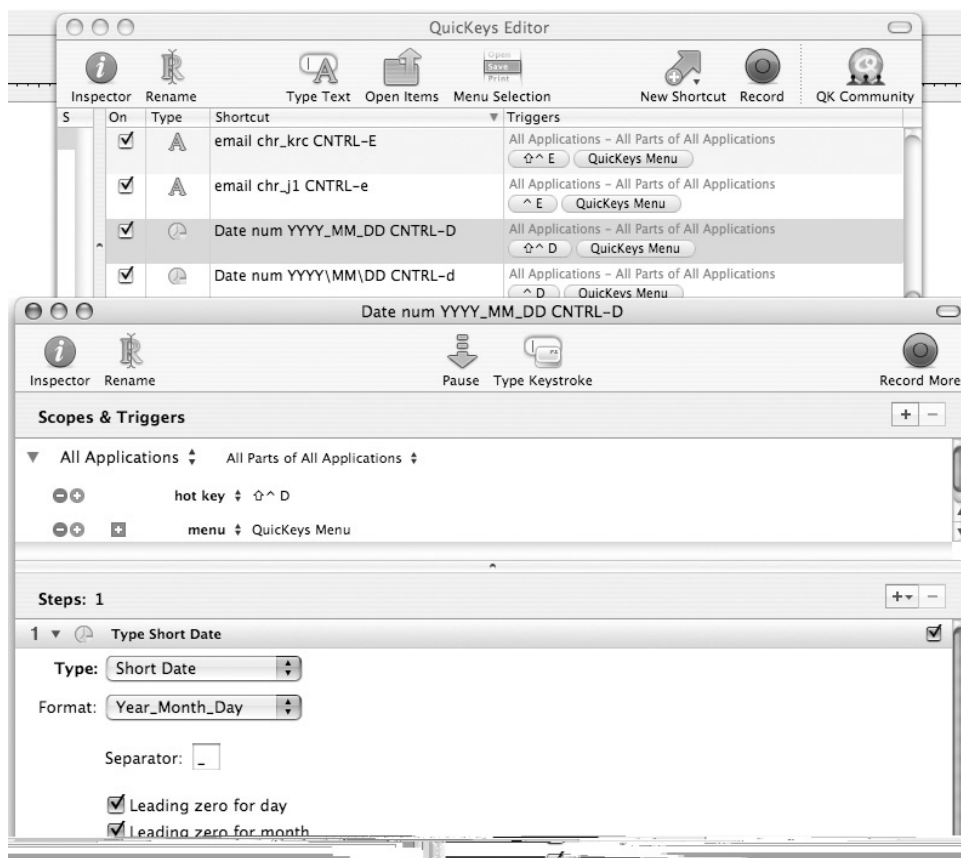 QuicKeys Editor
Inspector Rename Type Text Open Items Menu Selection New Shortcut Record QK Community
S On Type Shortcut Triggers
email chr_krc CNTRL-E All Applications – All Parts of All Applications
⇧^ E QuicKeys Menu
email chr_j1 CNTRL-e All Applications – All Parts of All Applications
^ E QuicKeys Menu
Date num YYYY_MM_DD CNTRL-D All Applications – All Parts of All Applications
⇧^ D QuicKeys Menu
Date num YYYY\MM\DD CNTRL-d All Applications – All Parts of All Applications
^ D QuicKeys Menu
Date num YYYY_MM_DD CNTRL-D
Inspector Rename Pause Type Keystroke Record More
Scopes & Triggers
All Applications All Parts of All Applications
hot key ⇧^ D
menu QuicKeys Menu
Steps: 1
1 Type Short Date
Type: Short Date
Format: Year_Month_Day
Separator: _
Leading zero for day
Leading zero for month